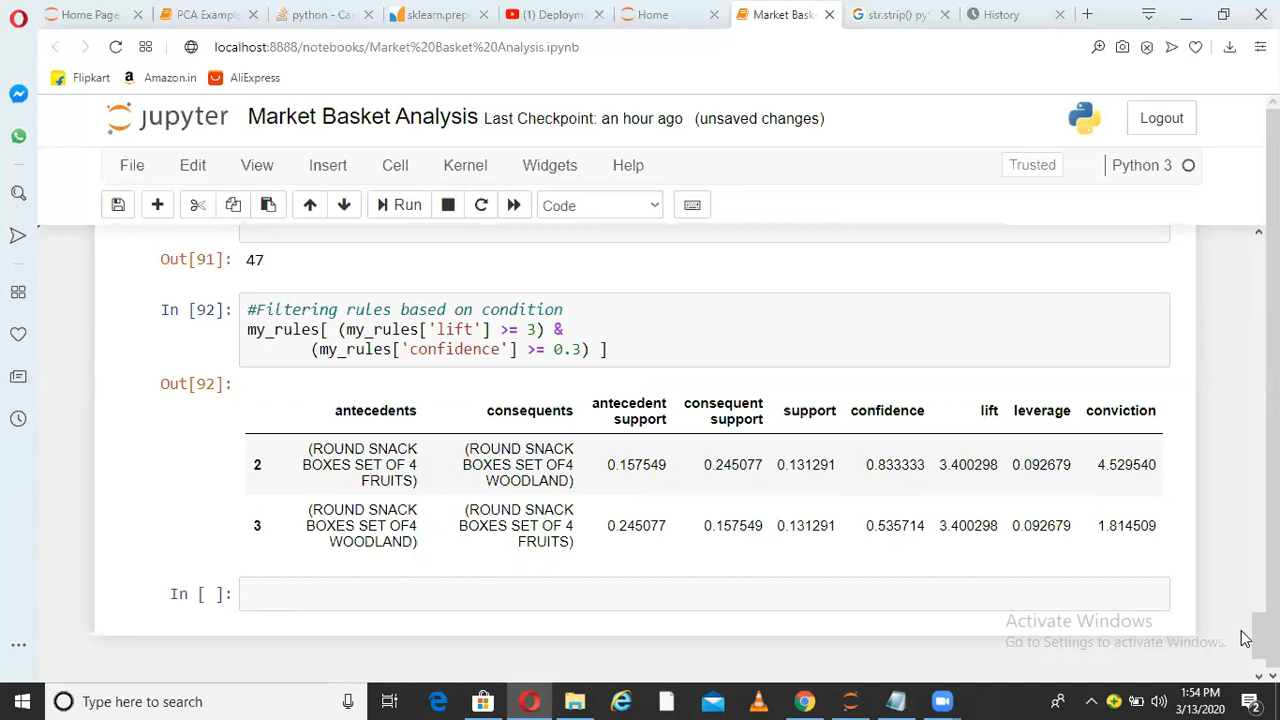 Home Page
PCA Example
python - Ca
sklearn.prep
(1) Deploym
Home
Market Bask
str.strip() py
History
localhost:8888/notebooks/Market%20Basket%20Analysis.ipynb
Flipkart
Amazon.in
AliExpress
jupyter Market Basket Analysis Last Checkpoint: an hour ago (unsaved changes)
Logout
File Edit View Insert Cell Kernel Widgets Help
Trusted
Python 3
Run
Code
Out[91]: 47
In [92]: #Filtering rules based on condition
my_rules[ (my_rules['lift'] >= 3) &
(my_rules['confidence'] >= 0.3) ]
Out[92]:
antecedents consequents antecedent support consequent support support confidence lift leverage conviction
(ROUND SNACK (ROUND SNACK
2 BOXES SET OF 4 BOXES SET OF4 0.157549 0.245077 0.131291 0.833333 3.400298 0.092679 4.529540
FRUITS) WOODLAND)
(ROUND SNACK (ROUND SNACK
3 BOXES SET OF4 BOXES SET OF 4 0.245077 0.157549 0.131291 0.535714 3.400298 0.092679 1.814509
WOODLAND) FRUITS)
In [ ]:
Activate Windows
Go to Settings to activate Windows.
Type here to search
1:54 PM
3/13/2020
2